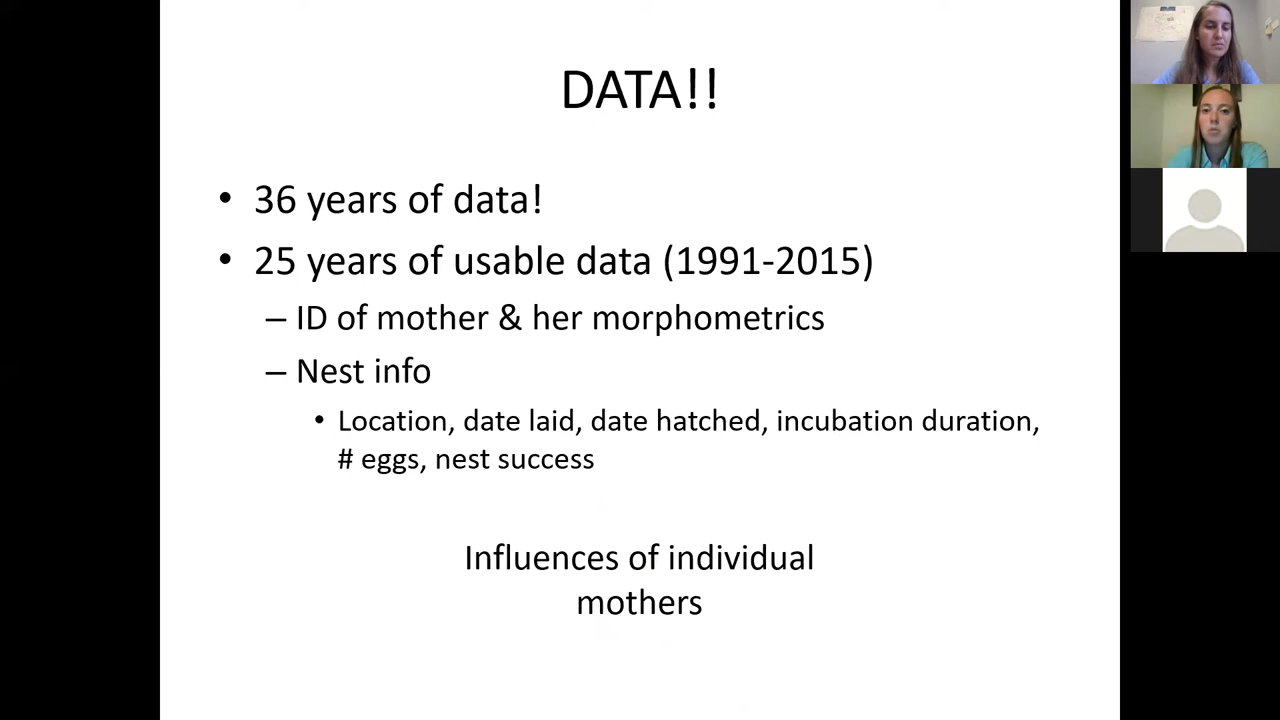 DATA!!
• 36 years of data!
• 25 years of usable data (1991-2015)
– ID of mother & her morphometrics
– Nest info
• Location, date laid, date hatched, incubation duration,
# eggs, nest success
Influences of individual
mothers